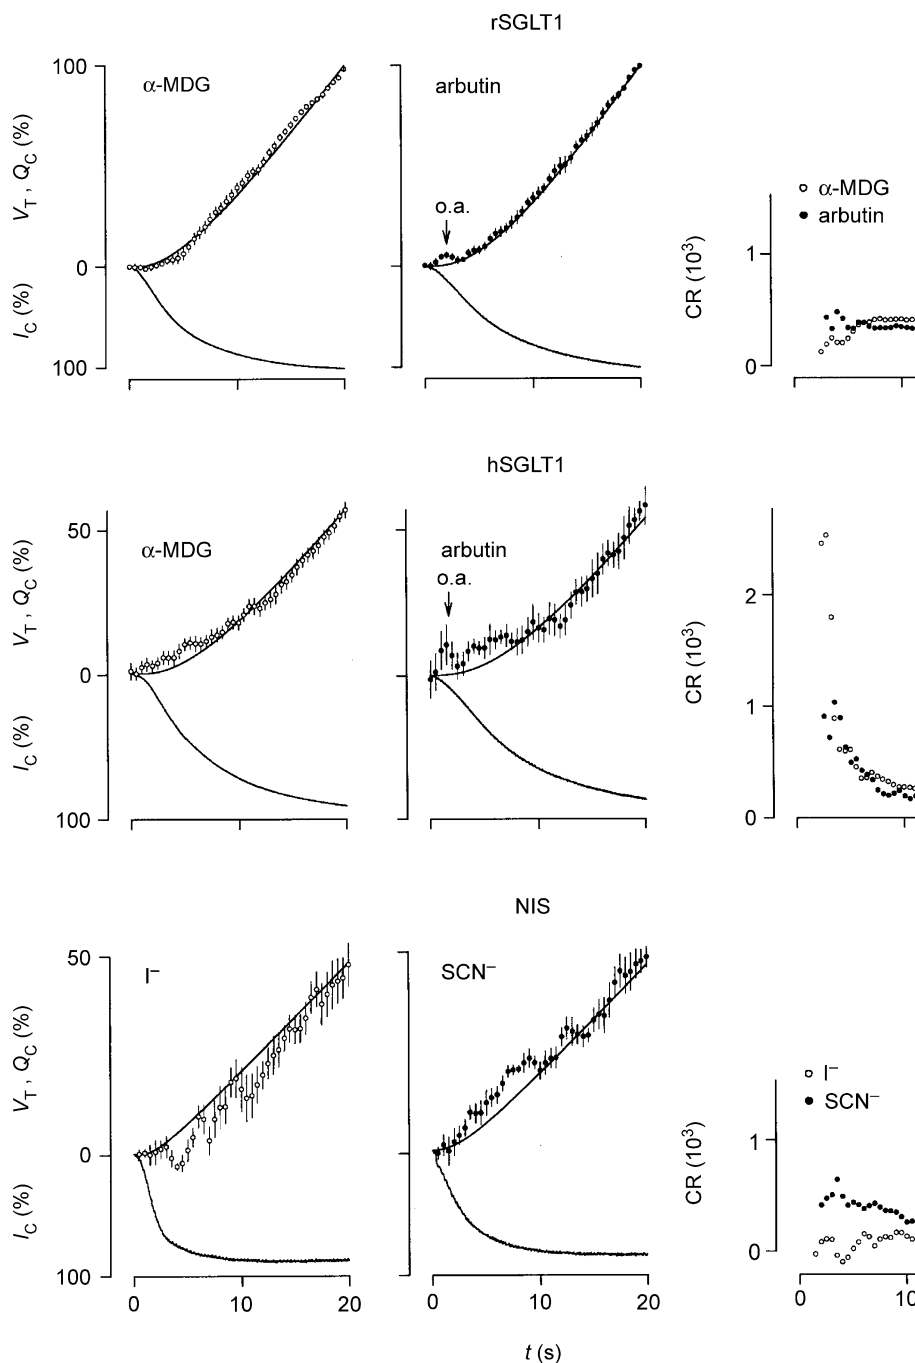 rSGLT1
100
α-MDG
arbutin
V_T , Q_C (%)
o.a.
0
I_C (%)
100
α-MDG
arbutin
CR (10³)
1
0
hSGLT1
50
α-MDG
arbutin
o.a.
V_T , Q_C (%)
0
I_C (%)
100
CR (10³)
2
1
0
0
NIS
50
I⁻
SCN⁻
V_T , Q_C (%)
0
I_C (%)
100
0
10
20
0
10
20
t (s)
I⁻
SCN⁻
CR (10³)
1
0
0
10